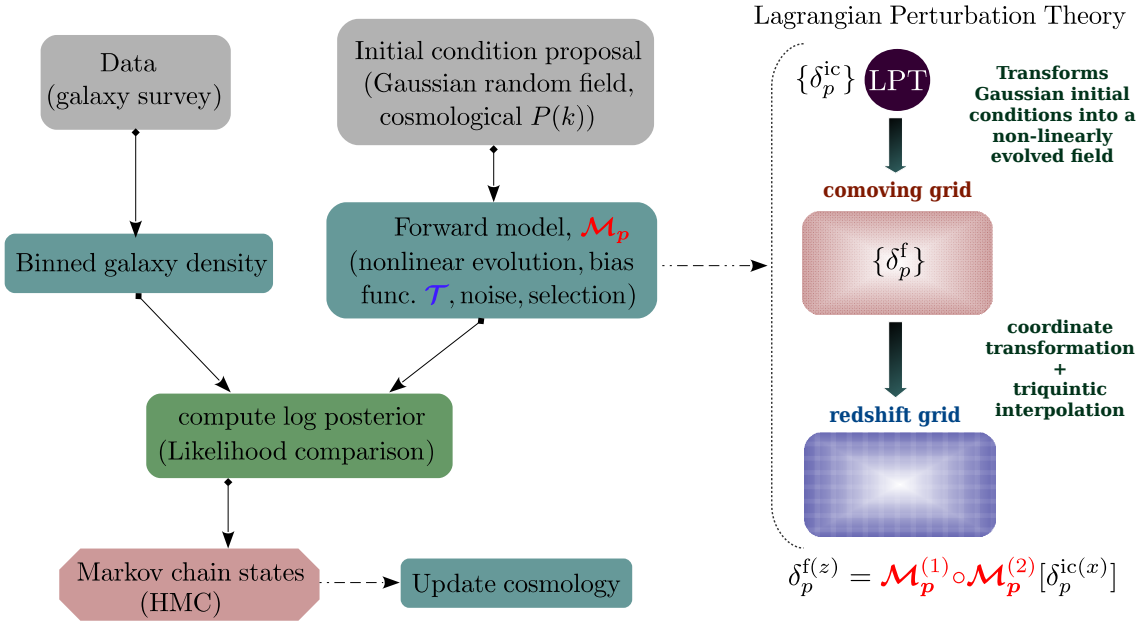 Data
(galaxy survey)
Initial condition proposal
(Gaussian random field,
cosmological P(k))
Binned galaxy density
Forward model, 𝓜ₚ
(nonlinear evolution, bias
func. 𝓣, noise, selection)
compute log posterior
(Likelihood comparison)
Markov chain states
(HMC)
Update cosmology
Lagrangian Perturbation Theory
{δ_p^ic} LPT
Transforms
Gaussian initial
conditions into a
non-linearly
evolved field
comoving grid
{δ_p^f}
coordinate
transformation
+
triquintic
interpolation
redshift grid
δ_p^f(z) = 𝓜_p^(1)∘𝓜_p^(2)[δ_p^ic(x)]